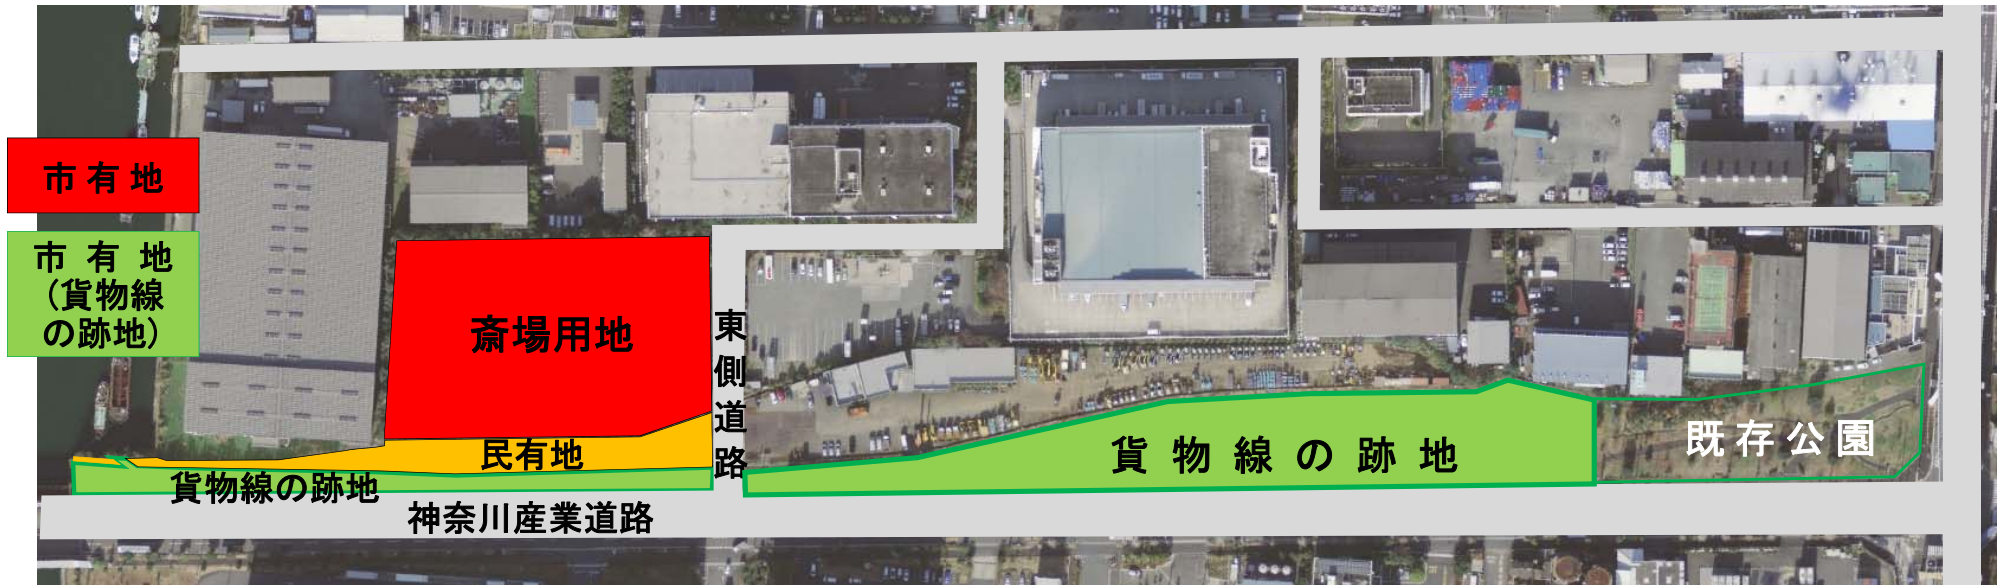 市有地
市有地
(貨物線
の跡地)
斎場用地
東側道路
民有地
貨物線の跡地
神奈川産業道路
貨物線の跡地
既存公園